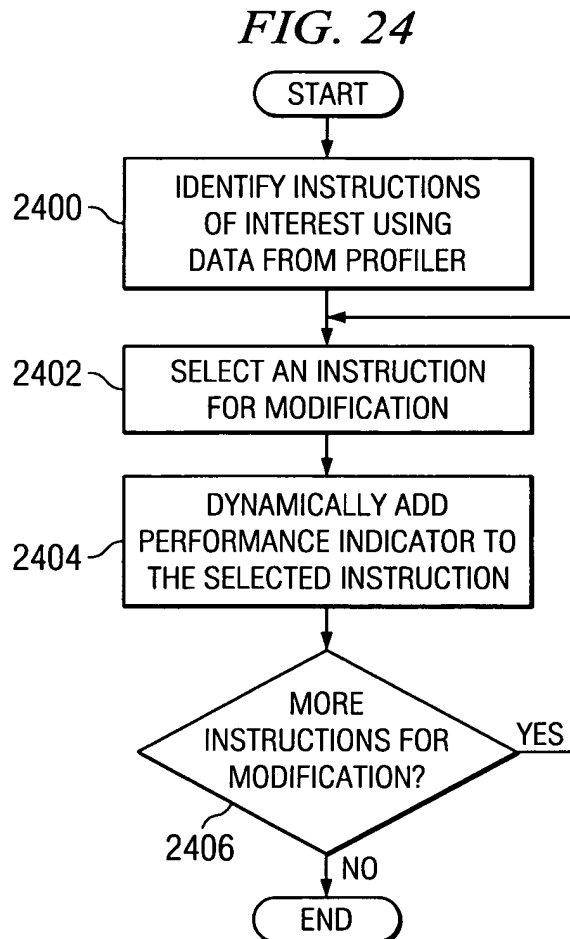 FIG. 24
START
2400
IDENTIFY INSTRUCTIONS
OF INTEREST USING
DATA FROM PROFILER
2402
SELECT AN INSTRUCTION
FOR MODIFICATION
2404
DYNAMICALLY ADD
PERFORMANCE INDICATOR TO
THE SELECTED INSTRUCTION
MORE
INSTRUCTIONS FOR
MODIFICATION?
YES
2406
NO
END